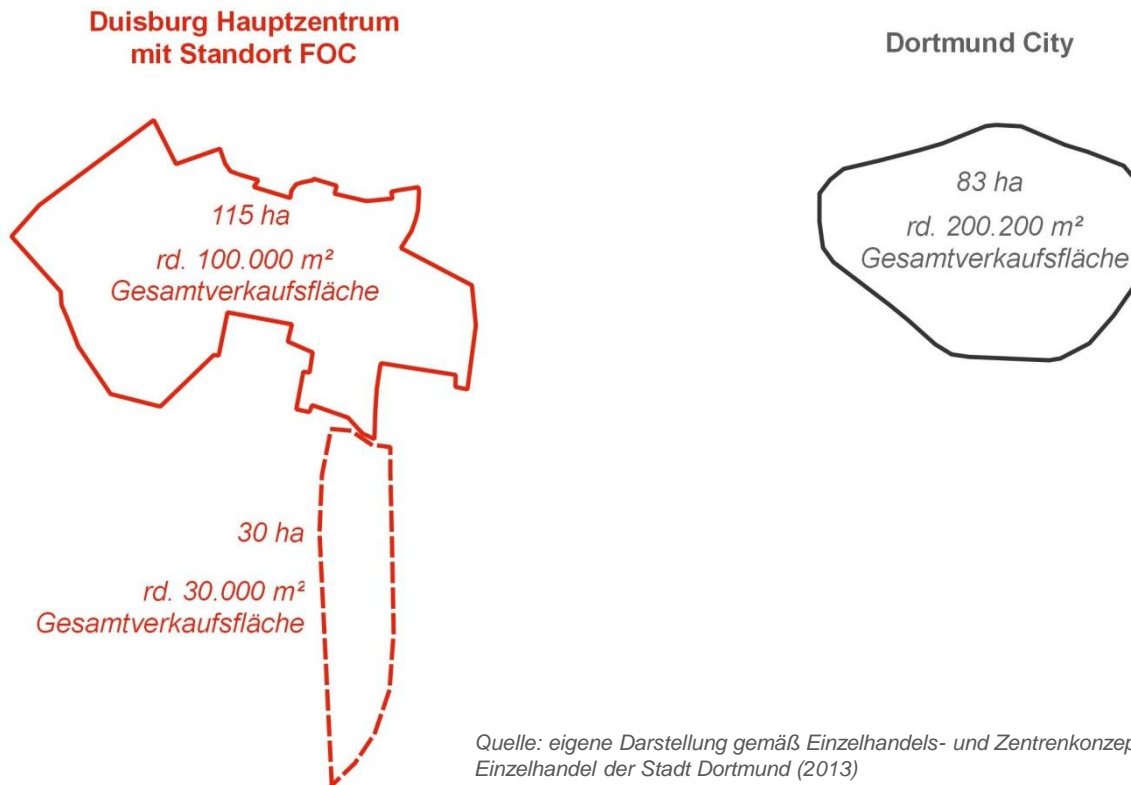 Duisburg Hauptzentrum
mit Standort FOC
Dortmund City
115 ha
rd. 100.000 m²
Gesamtverkaufsfläche
83 ha
rd. 200.200 m²
Gesamtverkaufsfläche
30 ha
rd. 30.000 m²
Gesamtverkaufsfläche
Quelle: eigene Darstellung gemäß Einzelhandels- und Zentrenkonzep
Einzelhandel der Stadt Dortmund (2013)